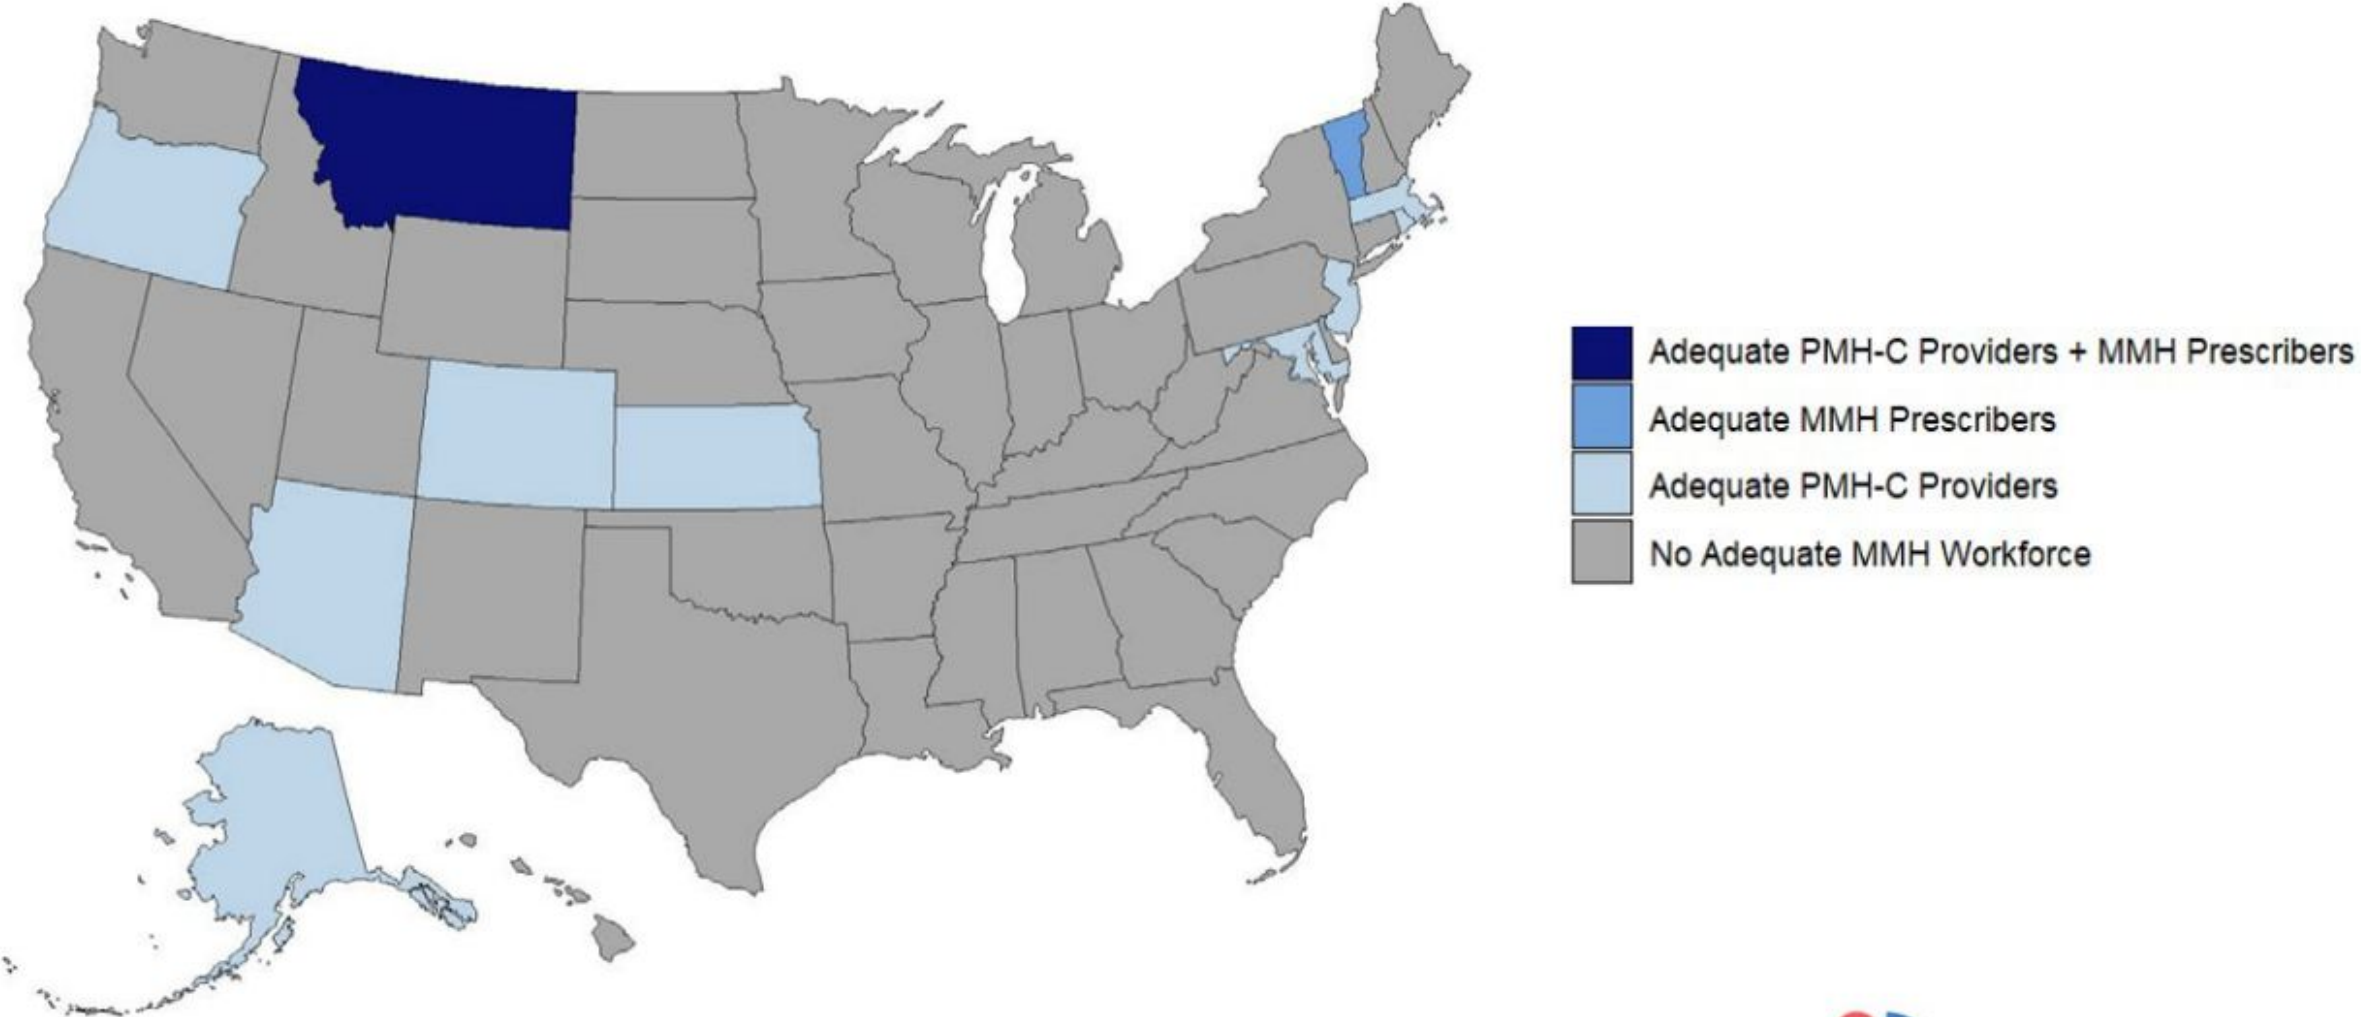 Adequate PMH-C Providers + MMH Prescribers
Adequate MMH Prescribers
Adequate PMH-C Providers
No Adequate MMH Workforce